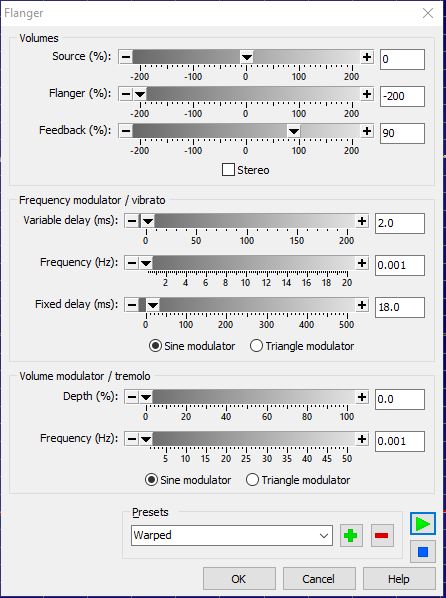 Flanger
Volumes
Source (%): 0
-200 -100 0 100 200
Flanger (%): -200
-200 -100 0 100 200
Feedback (%): 90
-200 -100 0 100 200
Stereo
Frequency modulator / vibrato
Variable delay (ms): 2.0
0 50 100 150 200
Frequency (Hz): 0.001
2 4 6 8 10 12 14 16 18 20
Fixed delay (ms): 18.0
0 100 200 300 400 500
Sine modulator Triangle modulator
Volume modulator / tremolo
Depth (%): 0.0
0 20 40 60 80 100
Frequency (Hz): 0.001
5 10 15 20 25 30 35 40 45 50
Sine modulator Triangle modulator
Presets
Warped
OK Cancel Help